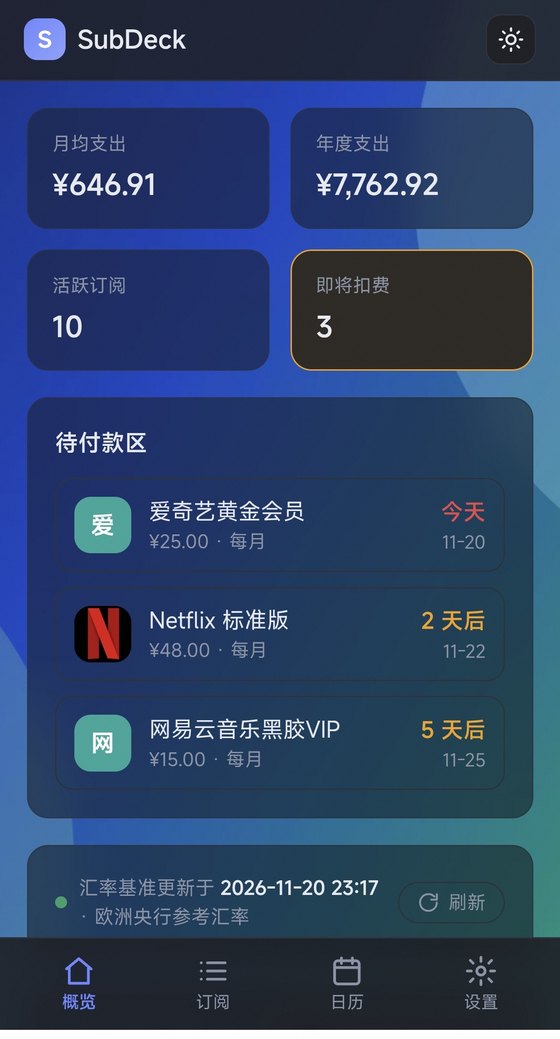 S SubDeck
月均支出
¥646.91
年度支出
¥7,762.92
活跃订阅
10
即将扣费
3
待付款区
爱
爱奇艺黄金会员
¥25.00 · 每月
今天
11-20
N
Netflix 标准版
¥48.00 · 每月
2 天后
11-22
网
网易云音乐黑胶VIP
¥15.00 · 每月
5 天后
11-25
汇率基准更新于 2026-11-20 23:17
· 欧洲央行参考汇率
刷新
概览
订阅
日历
设置